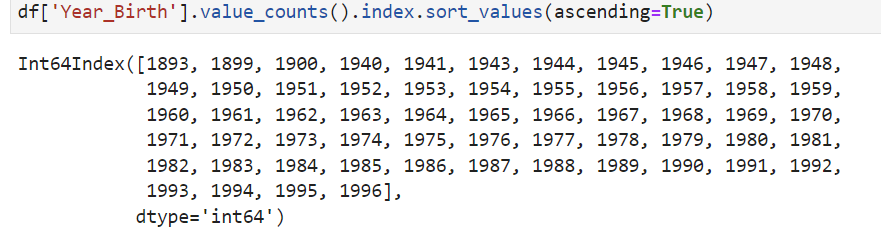 df['Year_Birth'].value_counts().index.sort_values(ascending=True)
Int64Index([1893, 1899, 1900, 1940, 1941, 1943, 1944, 1945, 1946, 1947, 1948,
1949, 1950, 1951, 1952, 1953, 1954, 1955, 1956, 1957, 1958, 1959,
1960, 1961, 1962, 1963, 1964, 1965, 1966, 1967, 1968, 1969, 1970,
1971, 1972, 1973, 1974, 1975, 1976, 1977, 1978, 1979, 1980, 1981,
1982, 1983, 1984, 1985, 1986, 1987, 1988, 1989, 1990, 1991, 1992,
1993, 1994, 1995, 1996],
dtype='int64')